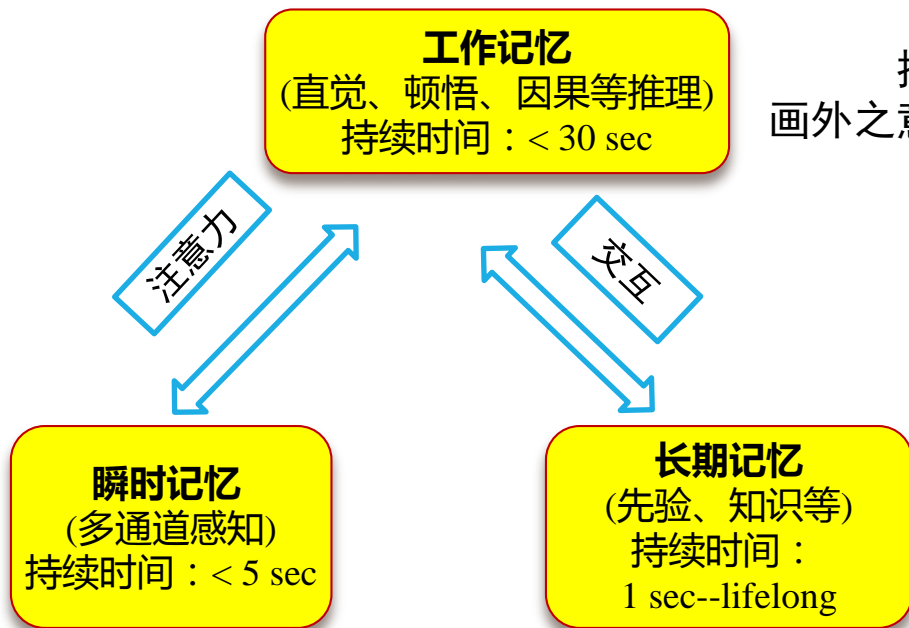 工作记忆
(直觉、顿悟、因果等推理)
持续时间：< 30 sec
画外之意
注意力
交互
瞬时记忆
(多通道感知)
持续时间：< 5 sec
长期记忆
(先验、知识等)
持续时间：
1 sec--lifelong